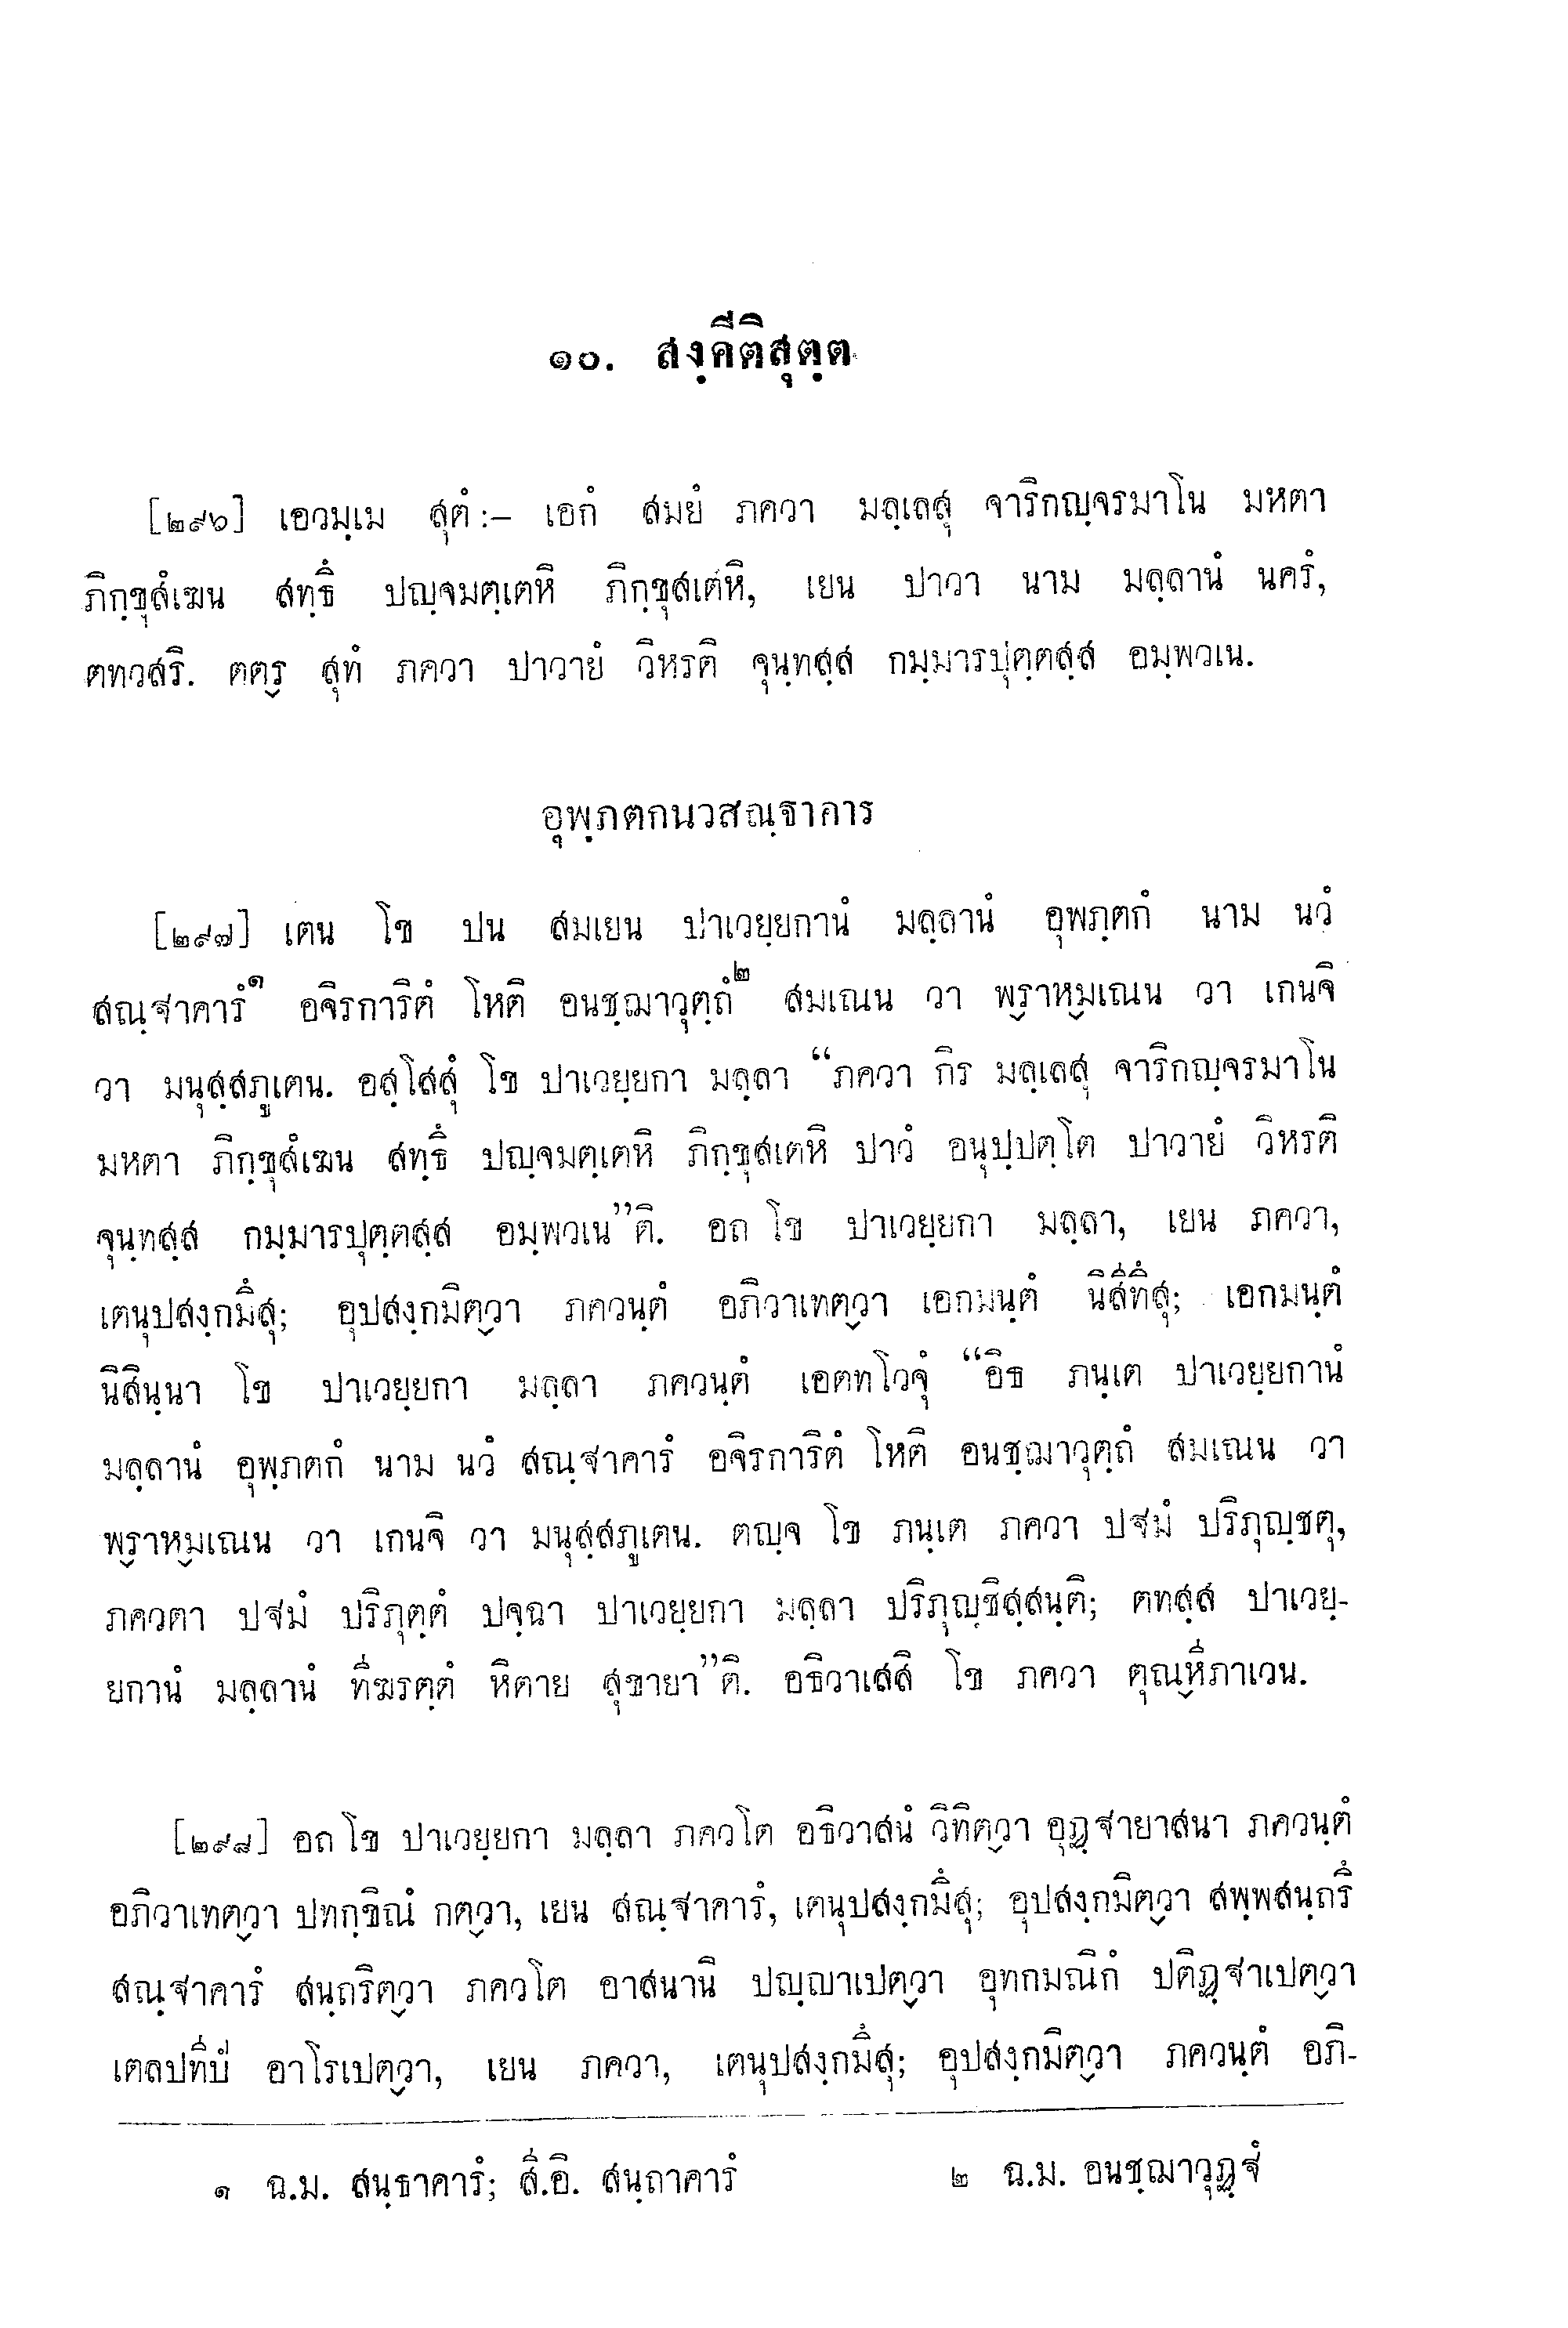 ๑๐. สงฺคีติสุตฺต
[๒๙๖] เอวมฺเม สุตํ :– เอกํ สมยํ ภควา มลฺเลสุ จาริกญฺจรมาโน มหตา
ภิกฺขุสํเฆน สทฺธึ ปญฺจมตฺเตหิ ภิกฺขุสเตหิ, เยน ปาวา นาม มลฺลานํ นครํ,
ตทวสริ. ตตฺร สุทํ ภควา ปาวายํ วิหรติ จุนฺทสฺส กมฺมารปุตฺตสฺส อมฺพวเน.
อุพฺภตกนวสณฺฐาคาร
[๒๙๗] เตน โข ปน สมเยน ปาเวยฺยกานํ มลฺลานํ อุพภฺตกํ นาม นวํ
สณฺฐาคารํ๑ อจิรการิตํ โหติ อนชฺฌาวุตฺถํ๒ สมเณน วา พฺราหฺมเณน วา เกนจิ
วา มนุสฺสภูเตน. อสฺโสสุํ โข ปาเวยฺยกา มลฺลา “ภควา กิร มลฺเลสุ จาริกญฺจรมาโน
มหตา ภิกฺขุสํเฆน สทฺธึ ปญฺจมตฺเตหิ ภิกฺขุสเตหิ ปาวํ อนุปฺปตฺโต ปาวายํ วิหรติ
จุนฺทสฺส กมฺมารปุตฺตสฺส อมฺพวเน”ติ. อถ โข ปาเวยฺยกา มลฺลา, เยน ภควา,
เตนุปสงฺกมึสุ; อุปสงฺกมิตฺวา ภควนฺตํ อภิวาเทตฺวา เอกมนฺตํ นิสีทึสุ; เอกมนฺตํ
นิสินฺนา โข ปาเวยฺยกา มลฺลา ภควนฺตํ เอตทโวจุํ “อิธ ภนฺเต ปาเวยฺยกานํ
มลฺลานํ อุพฺภตกํ นาม นวํ สณฺฐาคารํ อจิรการิตํ โหติ อนชฺฌาวุตฺถํ สมเณน วา
พฺราหฺมเณน วา เกนจิ วา มนุสฺสภูเตน. ตญฺจ โข ภนฺเต ภควา ปฐมํ ปริภุญฺชตุ,
ภควตา ปฐมํ ปริภุตฺตํ ปจฺฉา ปาเวยฺยกา มลฺลา ปริภุญฺชิสฺสนฺติ; ตทสฺส ปาเวยฺ-
ยกานํ มลฺลานํ ทีฆรตฺตํ หิตาย สุขายา”ติ. อธิวาเสสิ โข ภควา ตุณฺหีภาเวน.
[๒๙๘] อถ โข ปาเวยฺยกา มลฺลา ภควโต อธิวาสนํ วิทิตฺวา อุฏฺฐายาสนา ภควนฺตํ
อภิวาเทตฺวา ปทกฺขิณํ กตฺวา, เยน สณฺฐาคารํ, เตนุปสงฺกมึสุ; อุปสงฺกมิตฺวา สพฺพสนฺถรึ
สณฺฐาคารํ สนฺถริตฺวา ภควโต อาสนานิ ปญฺญาเปตฺวา อุทกมณิกํ ปติฏฺฐาเปตฺวา
เตลปทีปํ อาโรเปตฺวา, เยน ภควา, เตนุปสงฺกมึสุ; อุปสงฺกมิตฺวา ภควนฺตํ อภิ-
๑ ฉ.ม. สนฺธาคารํ; สี.อิ. สนฺถาคารํ ๒ ฉ.ม. อนชฺฌาวุฏฺฐํ